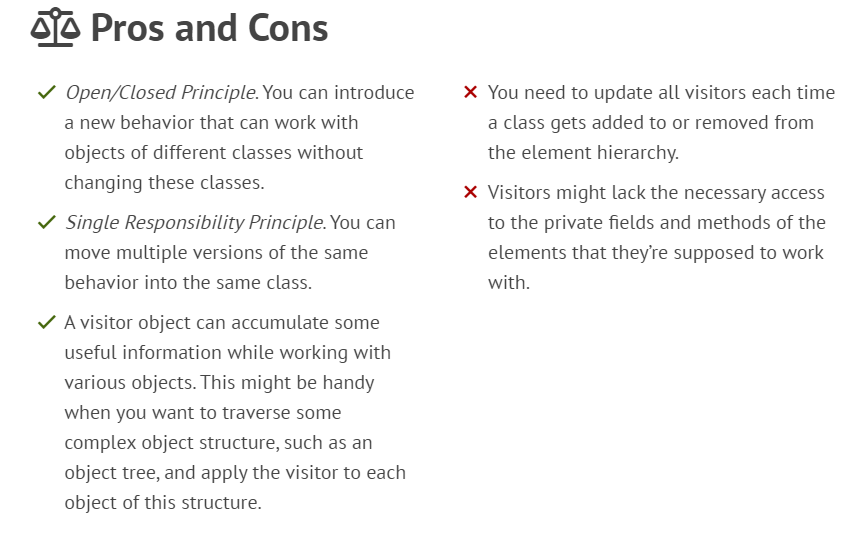 Pros and Cons
Open/Closed Principle. You can introduce
a new behavior that can work with
objects of different classes without
changing these classes.
Single Responsibility Principle. You can
move multiple versions of the same
behavior into the same class.
A visitor object can accumulate some
useful information while working with
various objects. This might be handy
when you want to traverse some
complex object structure, such as an
object tree, and apply the visitor to each
object of this structure.
You need to update all visitors each time
a class gets added to or removed from
the element hierarchy.
Visitors might lack the necessary access
to the private fields and methods of the
elements that they’re supposed to work
with.